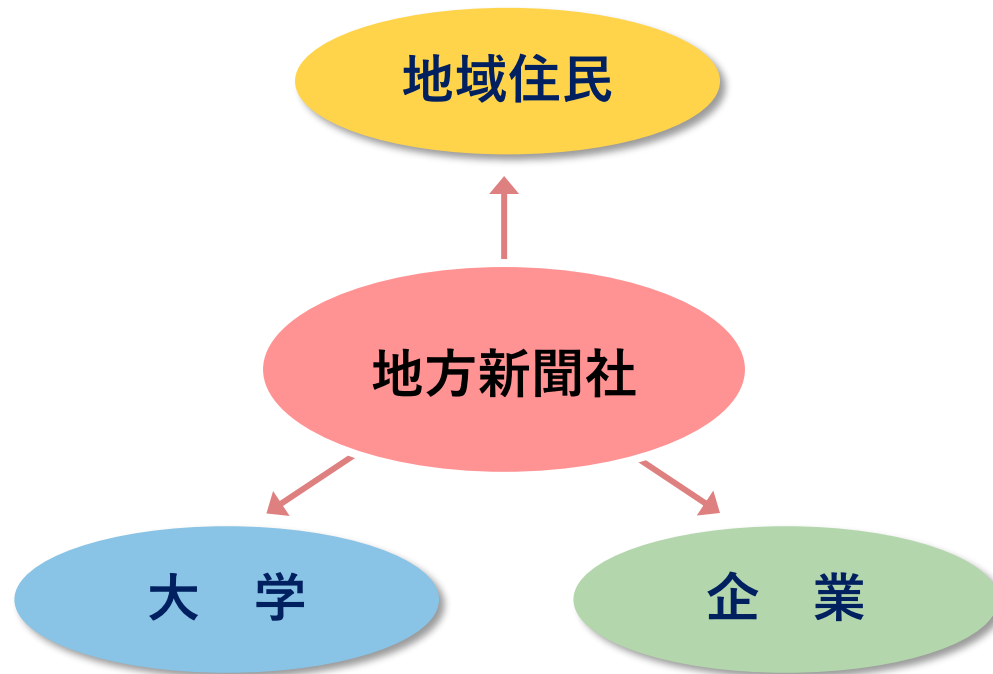 地域住民
地方新聞社
大　学
企　業